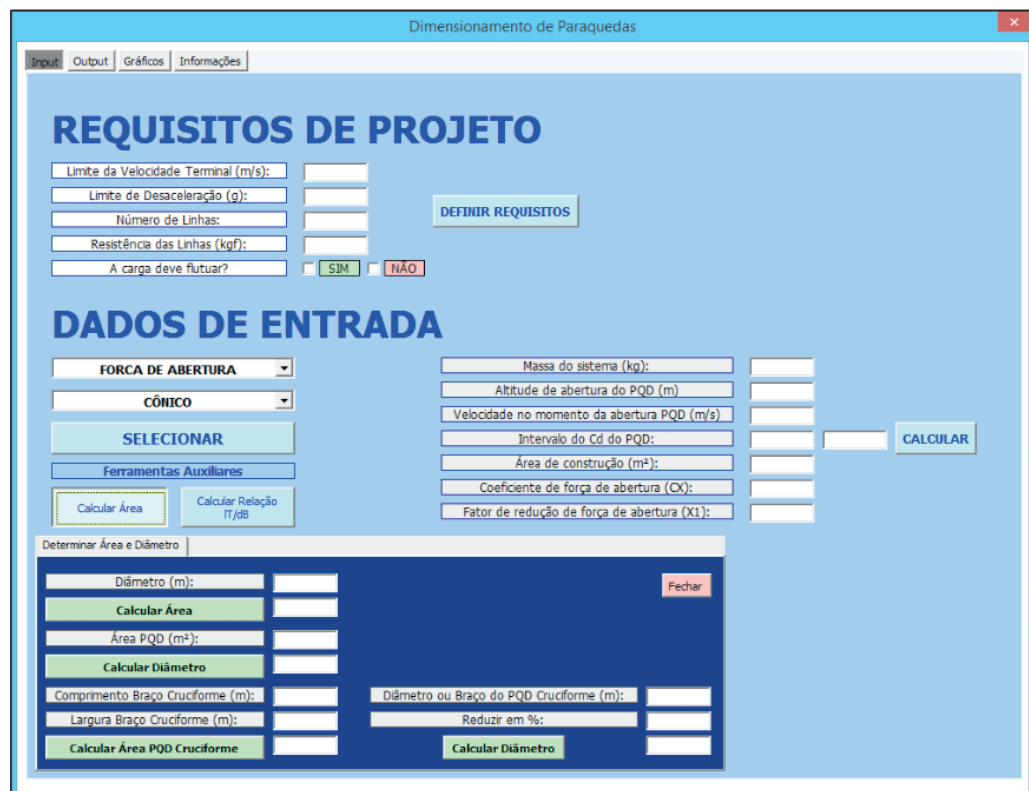 Dimensionamento de Paraquedas
Input Output Gráficos Informações
REQUISITOS DE PROJETO
Limite da Velocidade Terminal (m/s):
Limite de Desaceleração (g):
Número de Linhas:
Resistência das Linhas (kgf):
A carga deve flutuar? SIM NÃO
DEFINIR REQUISITOS
DADOS DE ENTRADA
FORCA DE ABERTURA
CÔNICO
SELECIONAR
Ferramentas Auxiliares
Calcular Área
Calcular Relação
IT/dB
Massa do sistema (kg):
Altitude de abertura do PQD (m)
Velocidade no momento da abertura PQD (m/s)
Intervalo do Cd do PQD:
CALCULAR
Área de construção (m²):
Coeficiente de força de abertura (CX):
Fator de redução de força de abertura (X1):
Determinar Área e Diâmetro
Diâmetro (m):
Fechar
Calcular Área
Área PQD (m²):
Calcular Diâmetro
Comprimento Braço Cruciforme (m):
Largura Braço Cruciforme (m):
Calcular Área PQD Cruciforme
Diâmetro ou Braço do PQD Cruciforme (m):
Reduzir em %:
Calcular Diâmetro